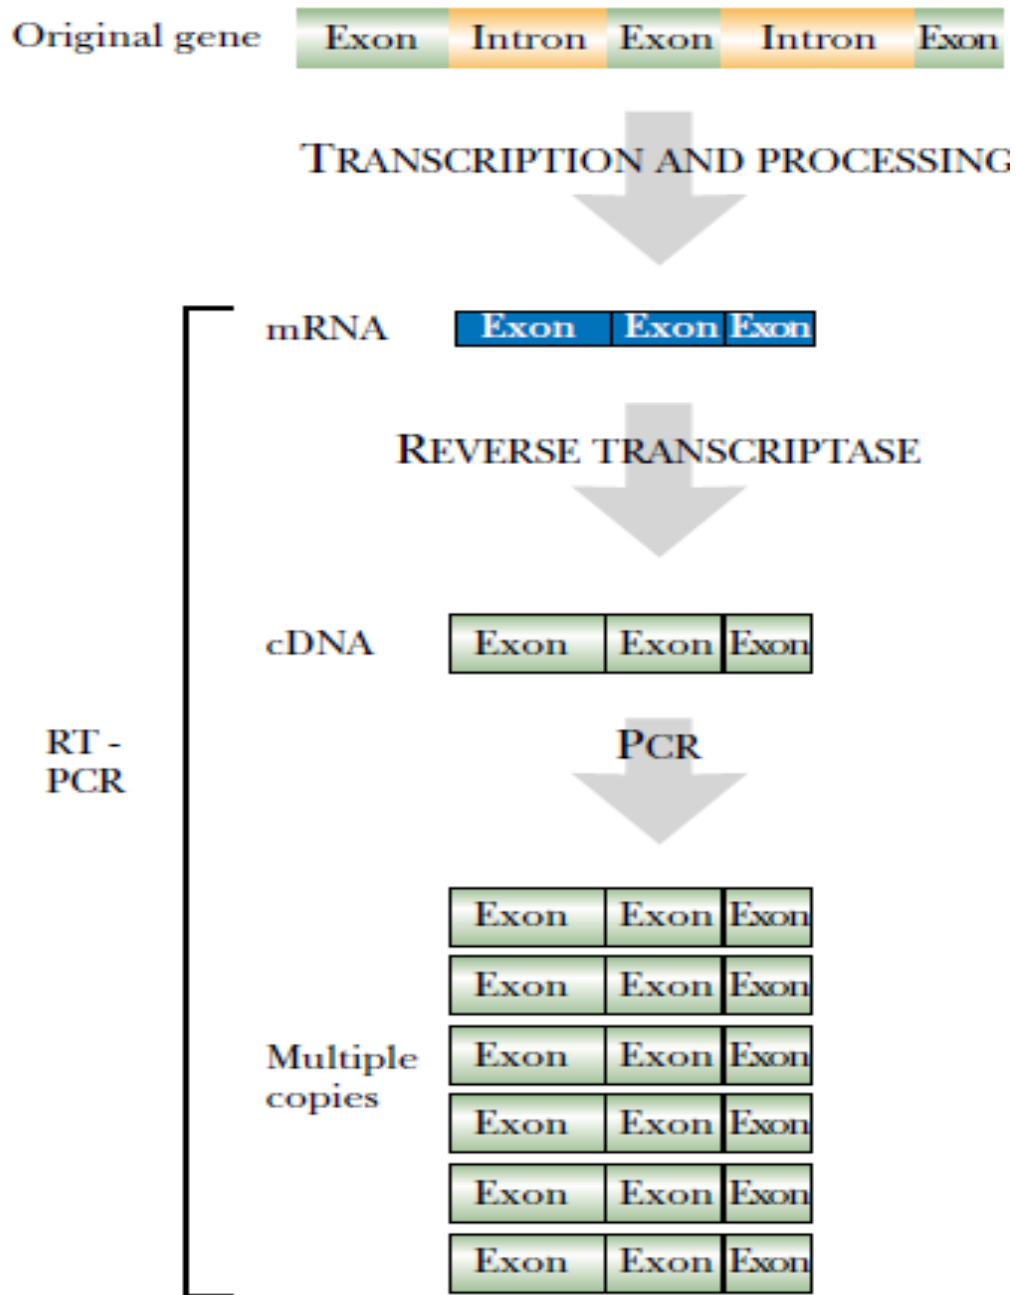 Original gene Exon Intron Exon Intron Exon
TRANSCRIPTION AND PROCESSING
mRNA Exon Exon Exon
REVERSE TRANSCRIPTASE
cDNA Exon Exon Exon
RT -
PCR
PCR
Exon Exon Exon
Exon Exon Exon
Multiple
copies
Exon Exon Exon
Exon Exon Exon
Exon Exon Exon
Exon Exon Exon